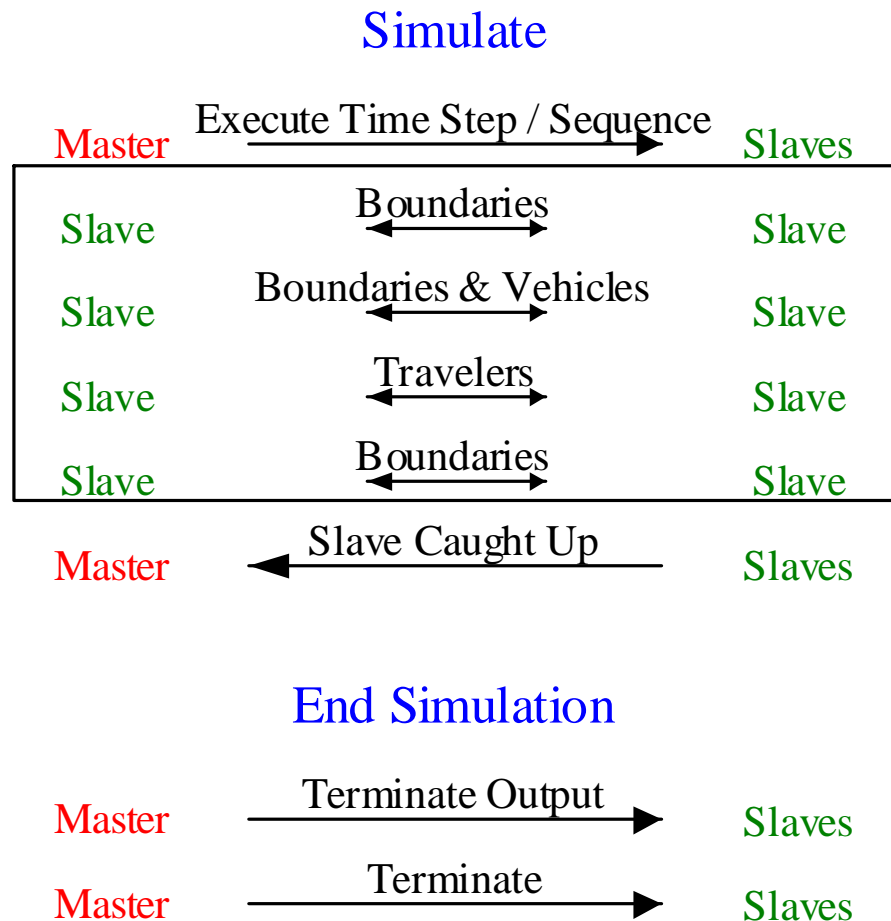 Simulate
Execute Time Step / Sequence
Master Slaves
Boundaries
Slave Slave
Boundaries & Vehicles
Slave Slave
Travelers
Slave Slave
Boundaries
Slave Slave
Slave Caught Up
Master Slaves
End Simulation
Terminate Output
Master Slaves
Terminate
Master Slaves